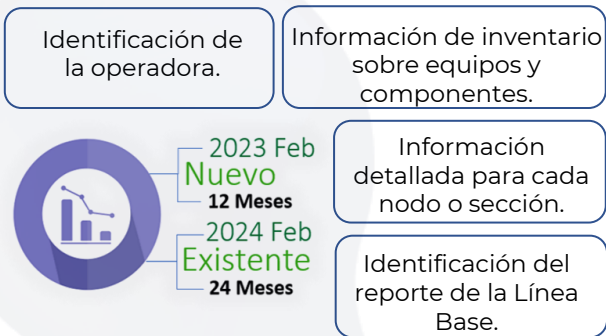 Identificación de
la operadora.
Información de inventario
sobre equipos y
componentes.
2023 Feb
Nuevo
12 Meses
2024 Feb
Existente
24 Meses
Información
detallada para cada
nodo o sección.
Identificación del
reporte de la Línea
Base.